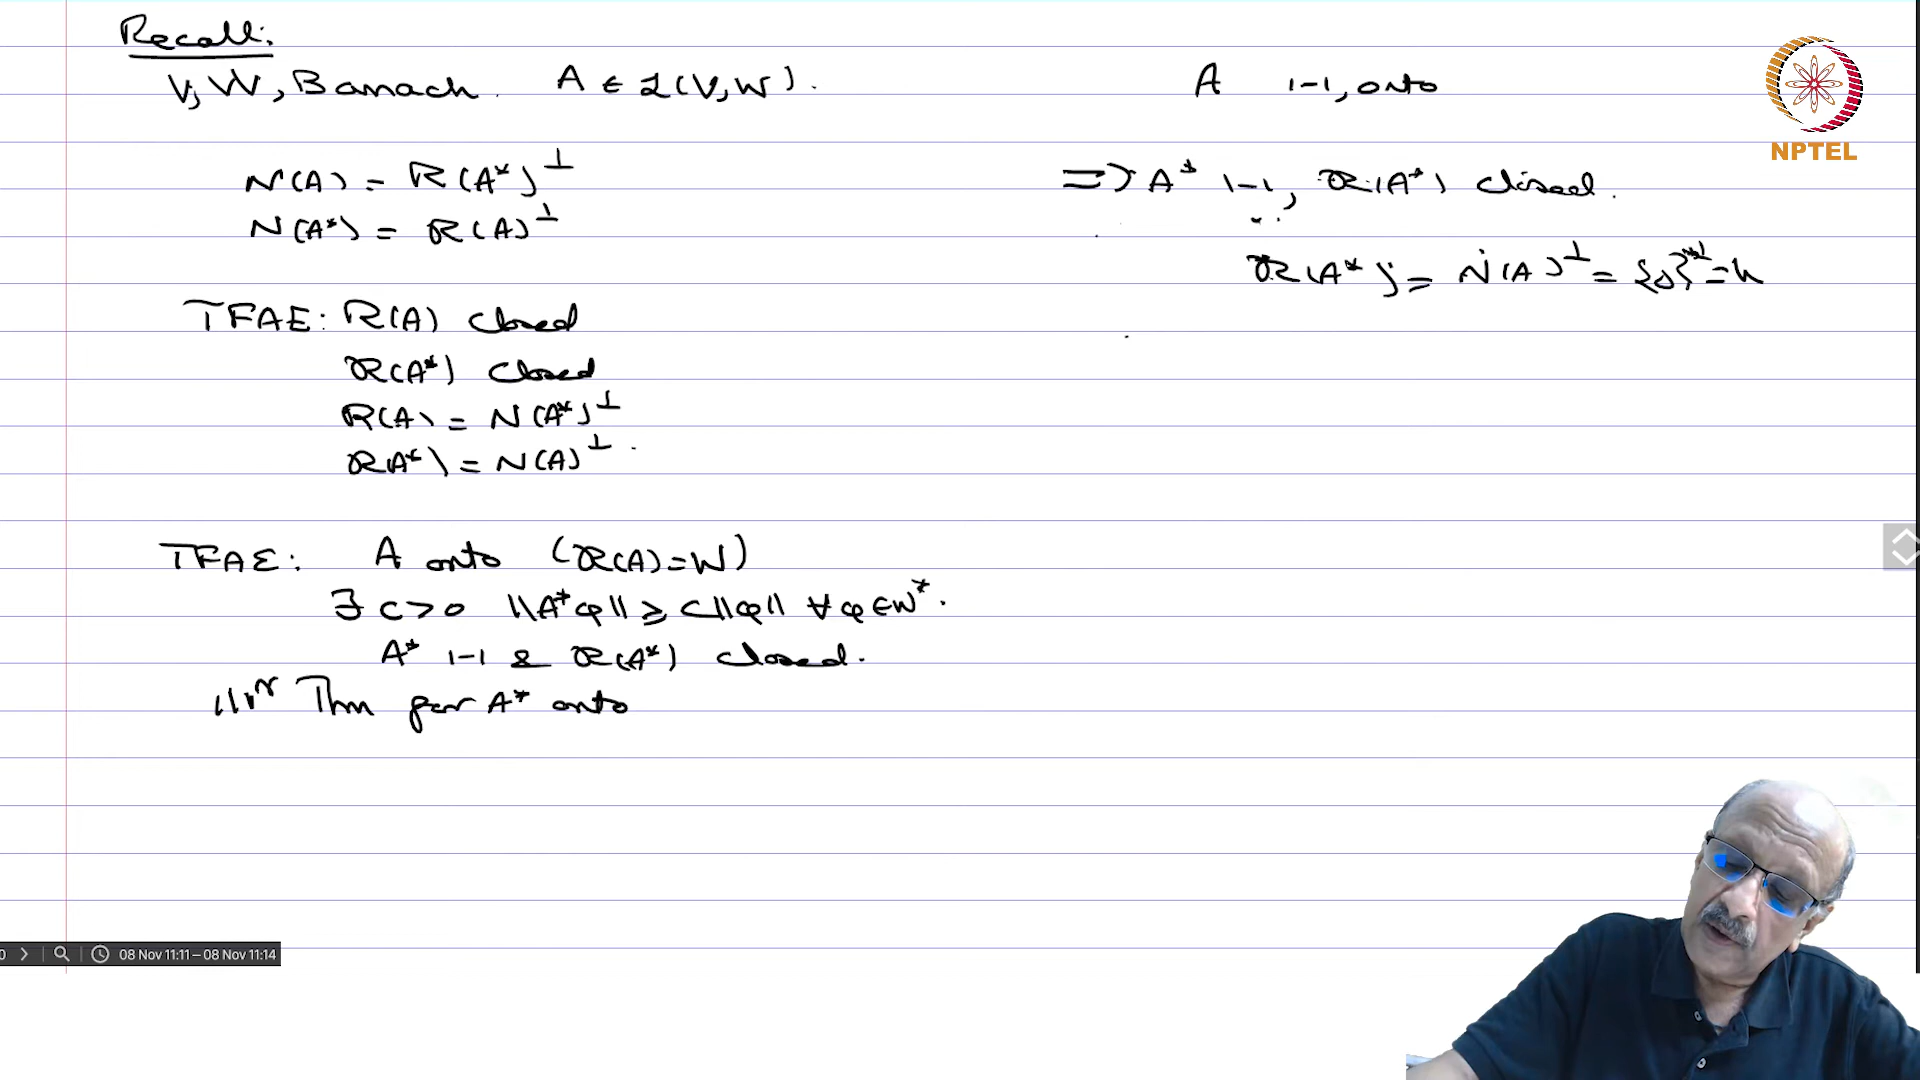 Recall:
V, W, Banach. A ∈ L(V,W).
N(A) = R(A*)⊥
N(A*) = R(A)⊥
TFAE: R(A) closed
R(A*) closed
R(A) = N(A*)⊥
R(A*) = N(A)⊥.
TFAE: A onto (R(A)=W)
∃ c>0 ||A*φ|| ≥ c||φ|| ∀ φ∈W*.
A* 1-1 & R(A*) closed.
|||ly Thm for A* onto
A 1-1, onto
=> A* 1-1, R(A*) closed.
R(A*) = N(A)⊥ = {0}⊥ =
NPTEL
08 Nov 11:11 – 08 Nov 11:14